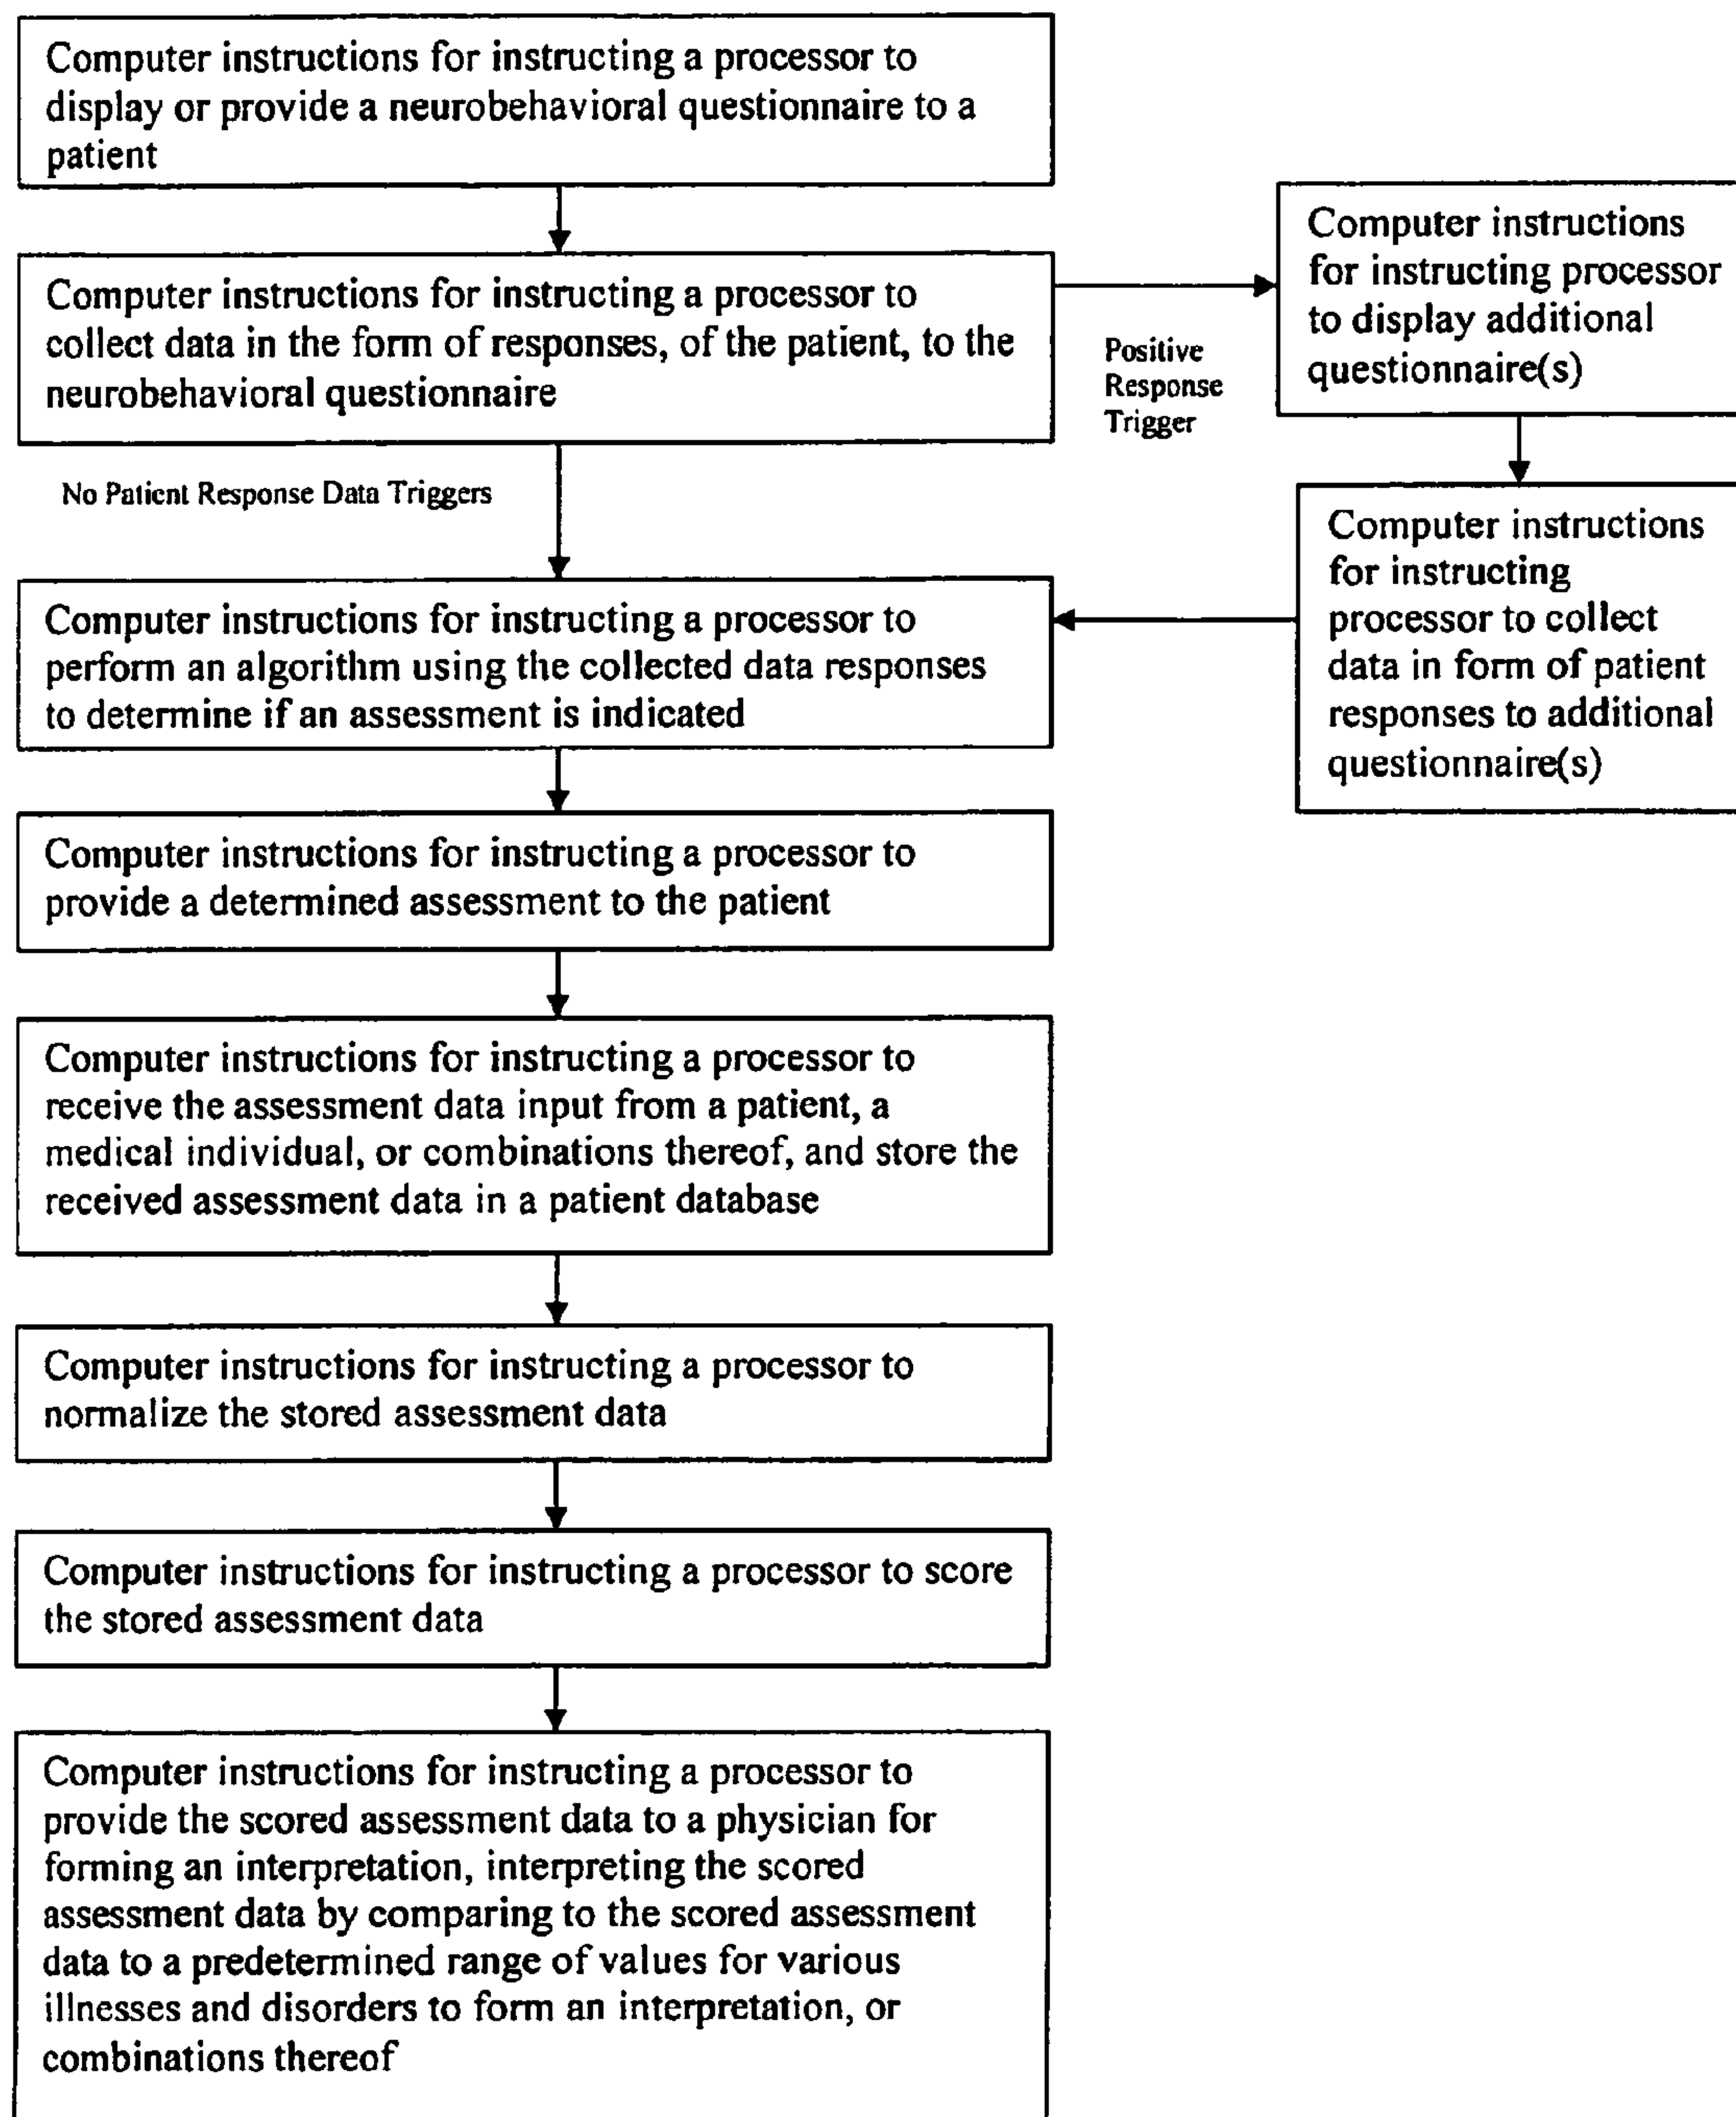 Computer instructions for instructing a processor to
display or provide a neurobehavioral questionnaire to a
patient
Computer instructions for instructing a processor to
collect data in the form of responses, of the patient, to the
neurobehavioral questionnaire
Positive
Response
Trigger
Computer instructions
for instructing processor
to display additional
questionnaire(s)
Computer instructions
for instructing
processor to collect
data in form of patient
responses to additional
questionnaire(s)
No Patient Response Data Triggers
Computer instructions for instructing a processor to
perform an algorithm using the collected data responses
to determine if an assessment is indicated
Computer instructions for instructing a processor to
provide a determined assessment to the patient
Computer instructions for instructing a processor to
receive the assessment data input from a patient, a
medical individual, or combinations thereof, and store the
received assessment data in a patient database
Computer instructions for instructing a processor to
normalize the stored assessment data
Computer instructions for instructing a processor to score
the stored assessment data
Computer instructions for instructing a processor to
provide the scored assessment data to a physician for
forming an interpretation, interpreting the scored
assessment data by comparing to the scored assessment
data to a predetermined range of values for various
illnesses and disorders to form an interpretation, or
combinations thereof